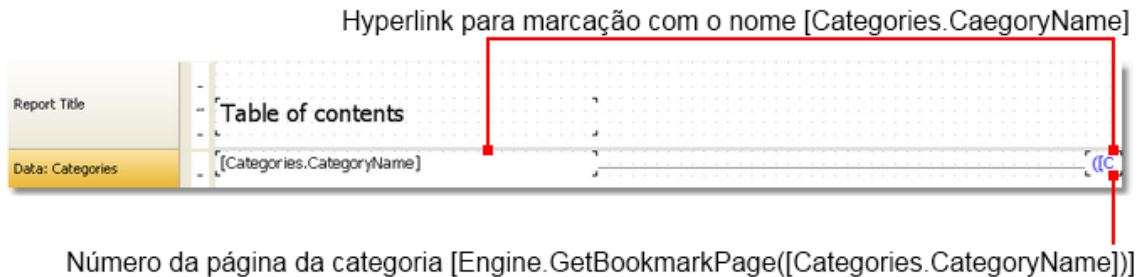 Hyperlink para marcação com o nome [Categories.CaegoryName]
Report Title
Table of contents
Data: Categories
[Categories.CategoryName]
([C
Número da página da categoria [Engine.GetBookmarkPage([Categories.CategoryName])]